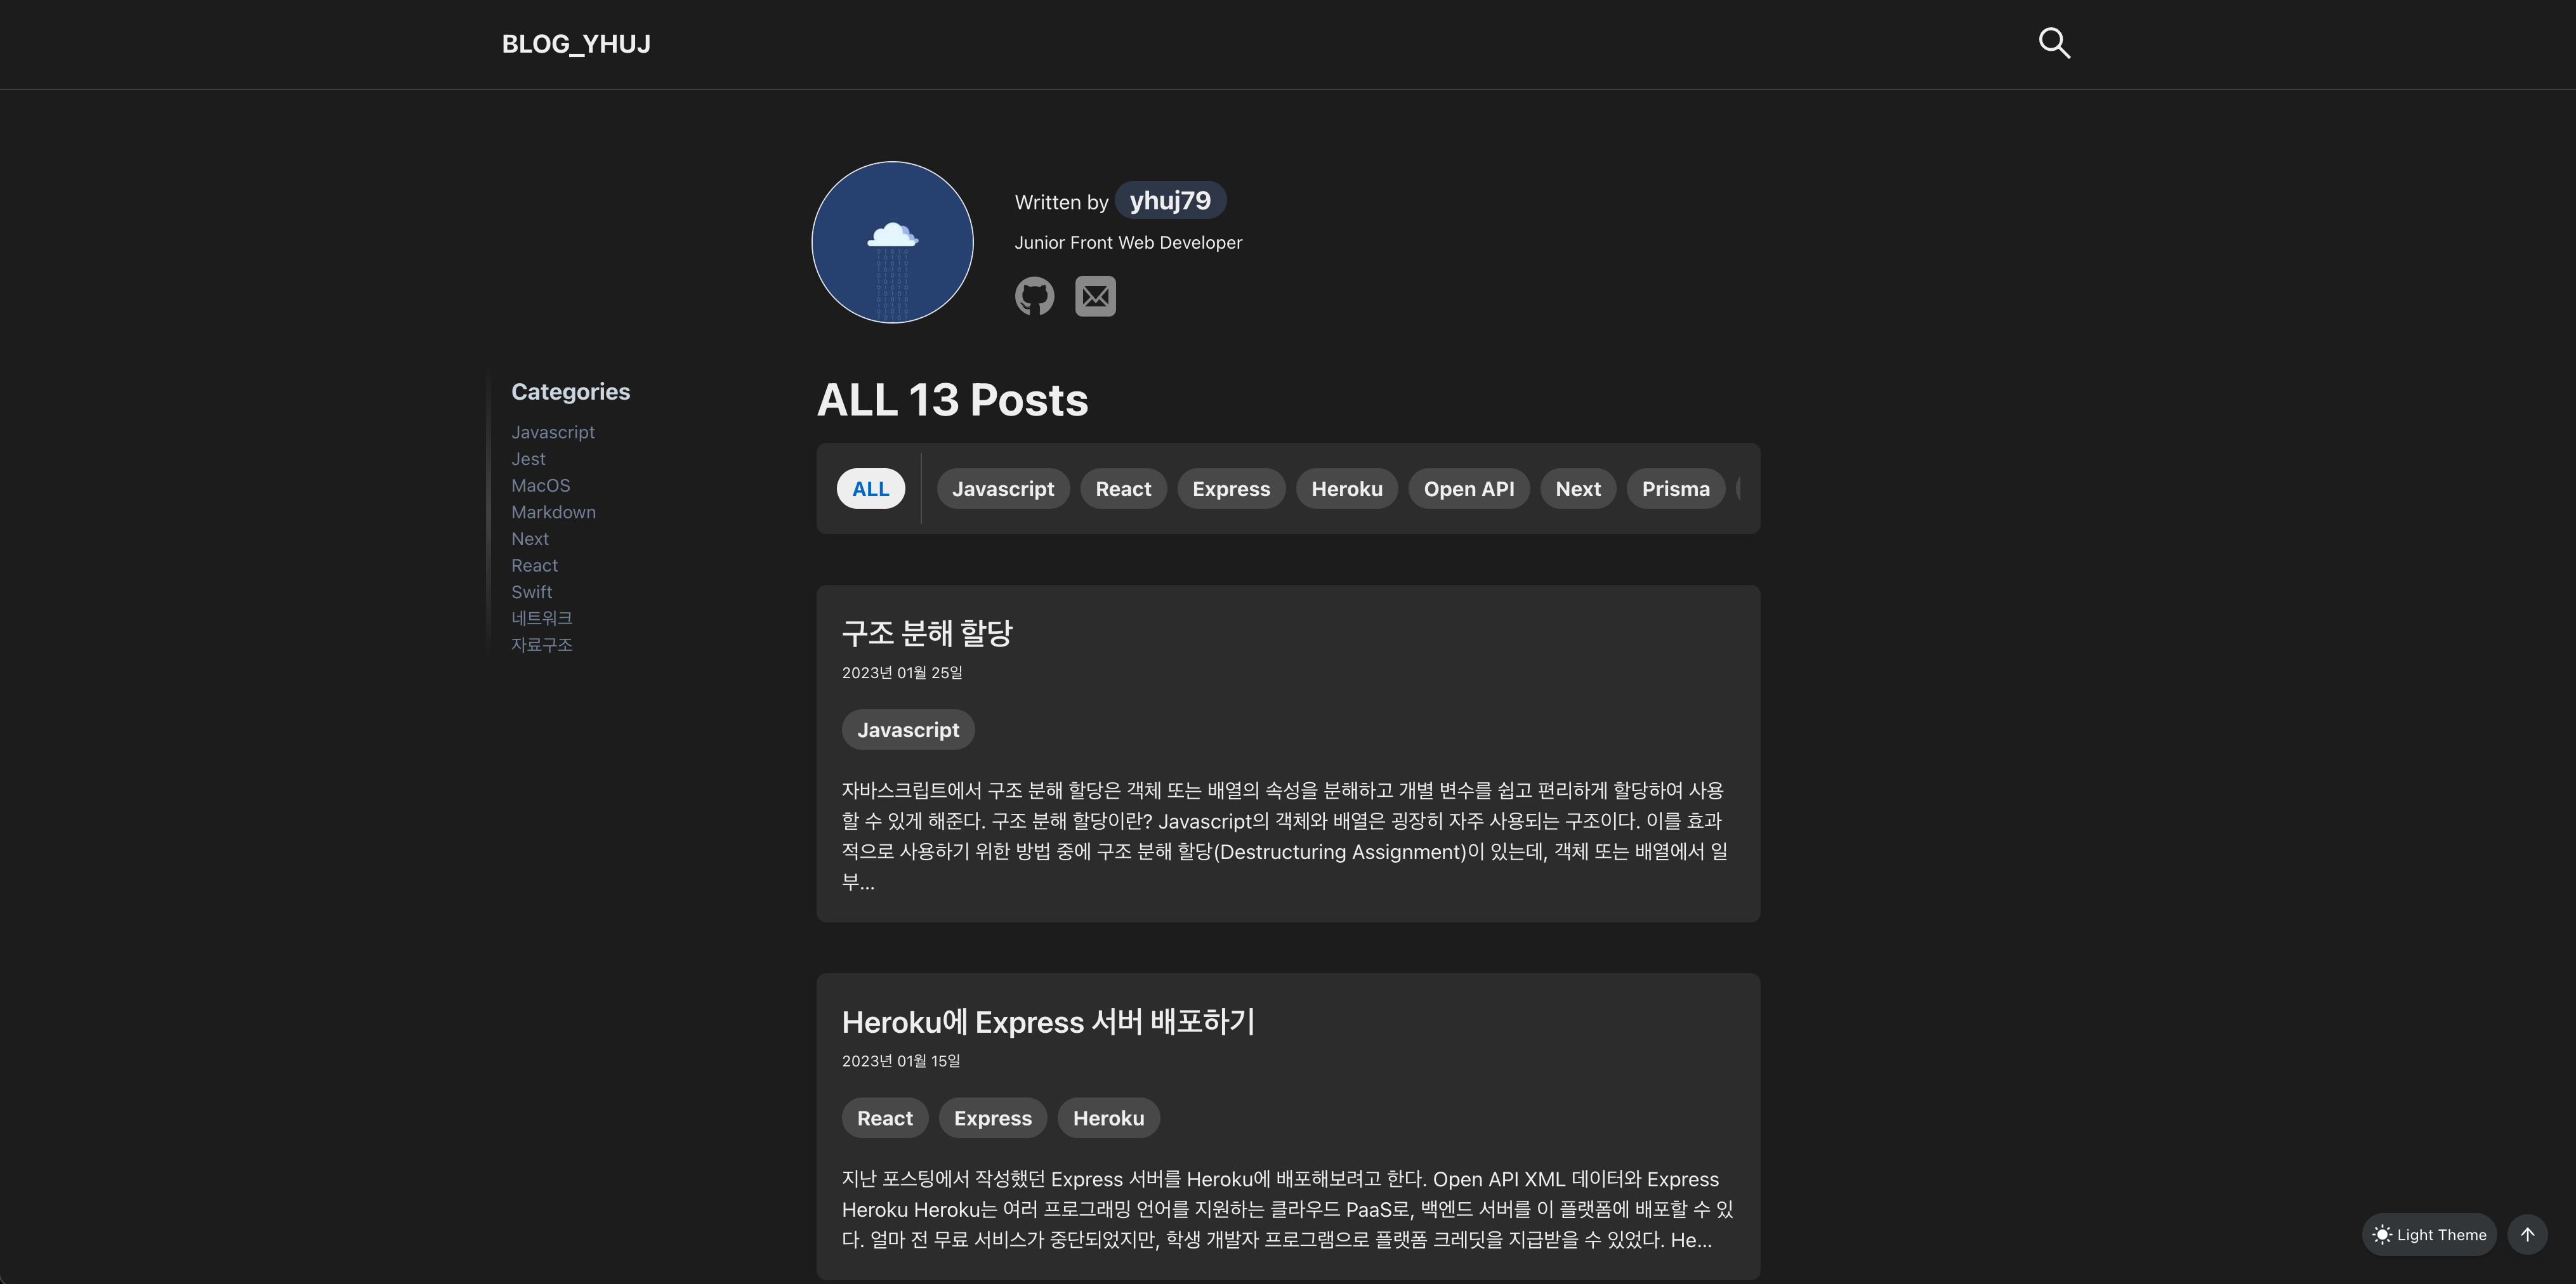 BLOG_YHUJ
Written by yhuj79
Junior Front Web Developer
Categories
Javascript
Jest
MacOS
Markdown
Next
React
Swift
네트워크
자료구조
ALL 13 Posts
ALL Javascript React Express Heroku Open API Next Prisma
구조 분해 할당
2023년 01월 25일
Javascript
자바스크립트에서 구조 분해 할당은 객체 또는 배열의 속성을 분해하고 개별 변수를 쉽고 편리하게 할당하여 사용
할 수 있게 해준다. 구조 분해 할당이란? Javascript의 객체와 배열은 굉장히 자주 사용되는 구조이다. 이를 효과
적으로 사용하기 위한 방법 중에 구조 분해 할당(Destructuring Assignment)이 있는데, 객체 또는 배열에서 일
부...
Heroku에 Express 서버 배포하기
2023년 01월 15일
React Express Heroku
지난 포스팅에서 작성했던 Express 서버를 Heroku에 배포해보려고 한다. Open API XML 데이터와 Express
Heroku Heroku는 여러 프로그래밍 언어를 지원하는 클라우드 PaaS로, 백엔드 서버를 이 플랫폼에 배포할 수 있
다. 얼마 전 무료 서비스가 중단되었지만, 학생 개발자 프로그램으로 플랫폼 크레딧을 지급받을 수 있었다. He...
Light Theme